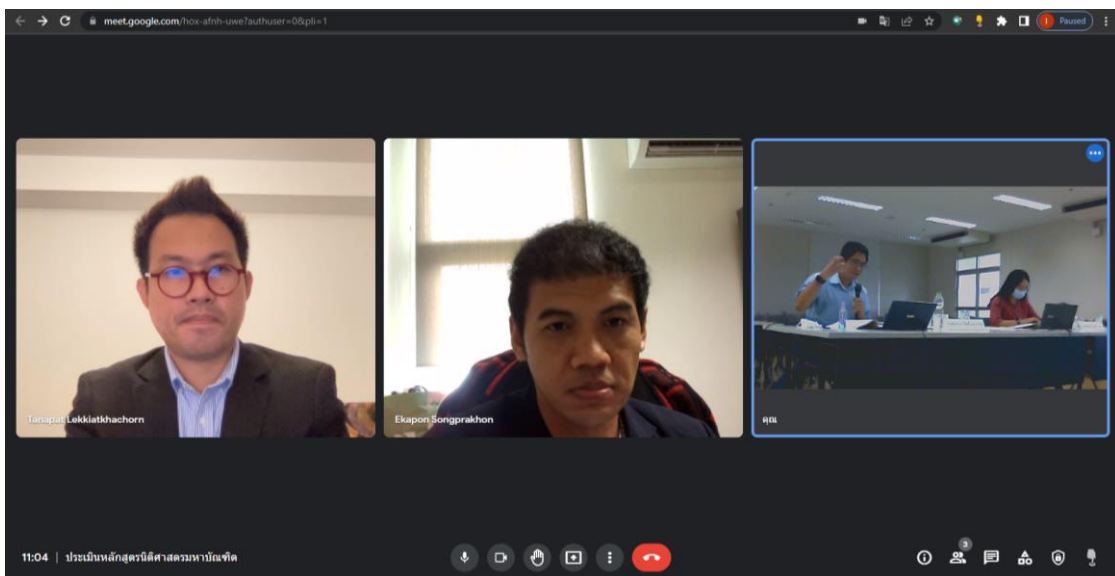 meet.google.com/hox-afnh-uwe?authuser=0&pli=1
I
Paused
Tanapat Lekkiatkhachorn
Ekapon Songprakhon
คุณ
11:04 | ประเมินหลักสูตรนิติศาสตรมหาบัณฑิต
3